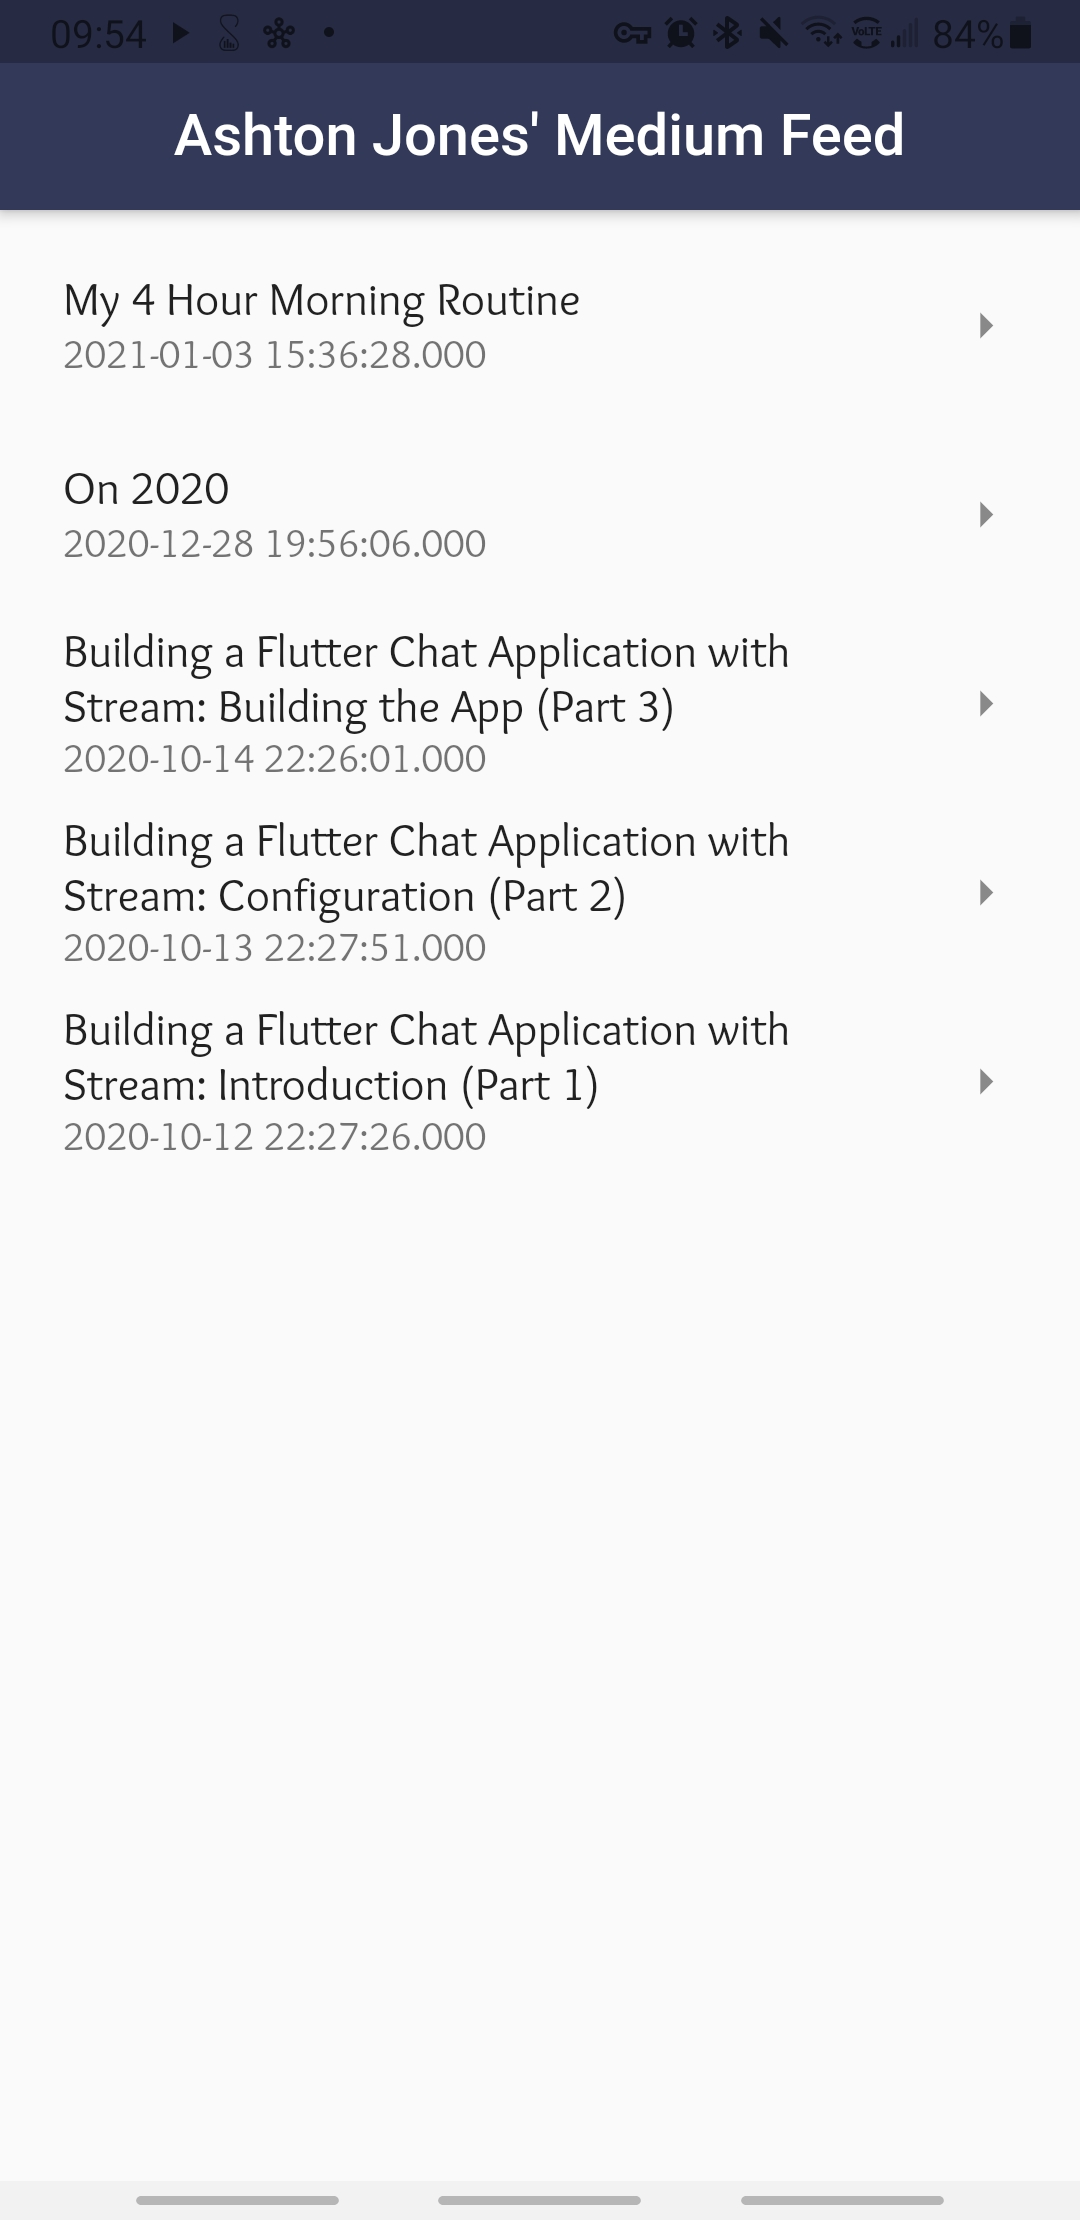 09:54
VoLTE
84%
Ashton Jones' Medium Feed
My 4 Hour Morning Routine
2021-01-03 15:36:28.000
On 2020
2020-12-28 19:56:06.000
Building a Flutter Chat Application with
Stream: Building the App (Part 3)
2020-10-14 22:26:01.000
Building a Flutter Chat Application with
Stream: Configuration (Part 2)
2020-10-13 22:27:51.000
Building a Flutter Chat Application with
Stream: Introduction (Part 1)
2020-10-12 22:27:26.000